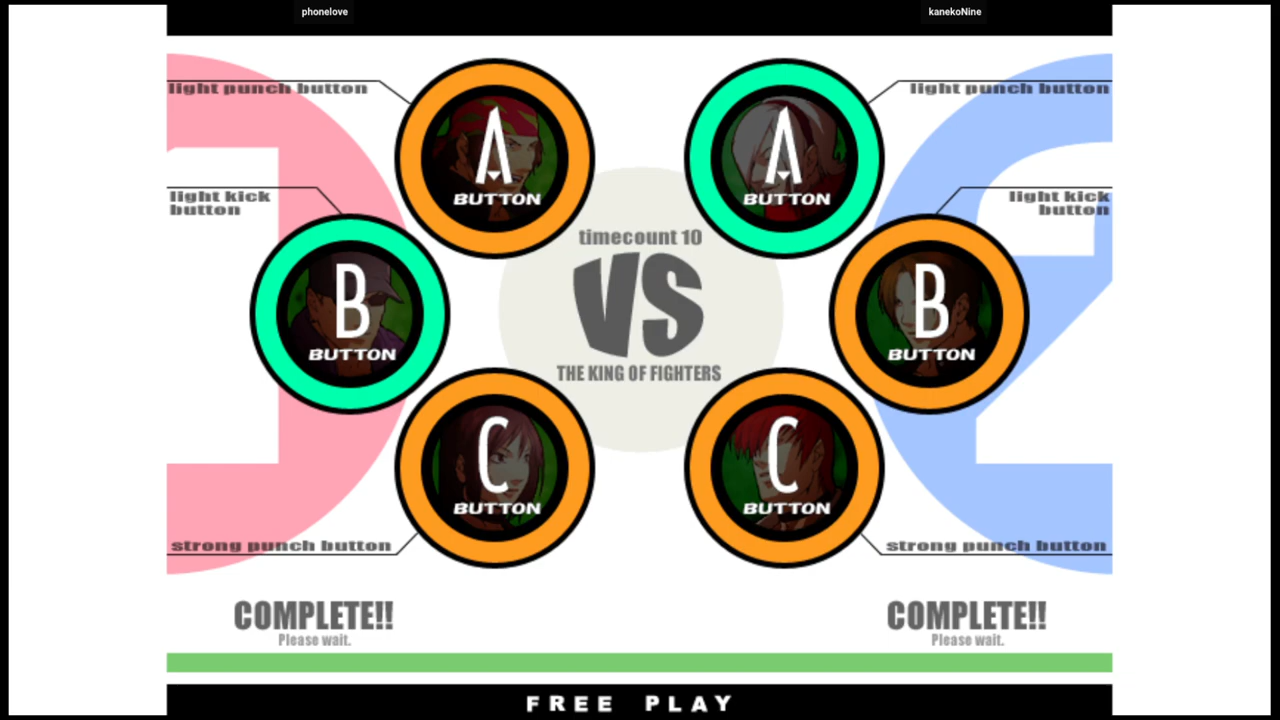 phonelove
kanekoNine
light punch button
light punch button
A
BUTTON
A
BUTTON
light kick
button
light kick
button
B
BUTTON
timecount 10
VS
THE KING OF FIGHTERS
B
BUTTON
C
BUTTON
C
BUTTON
strong punch button
strong punch button
COMPLETE!!
Please wait.
COMPLETE!!
Please wait.
FREE PLAY